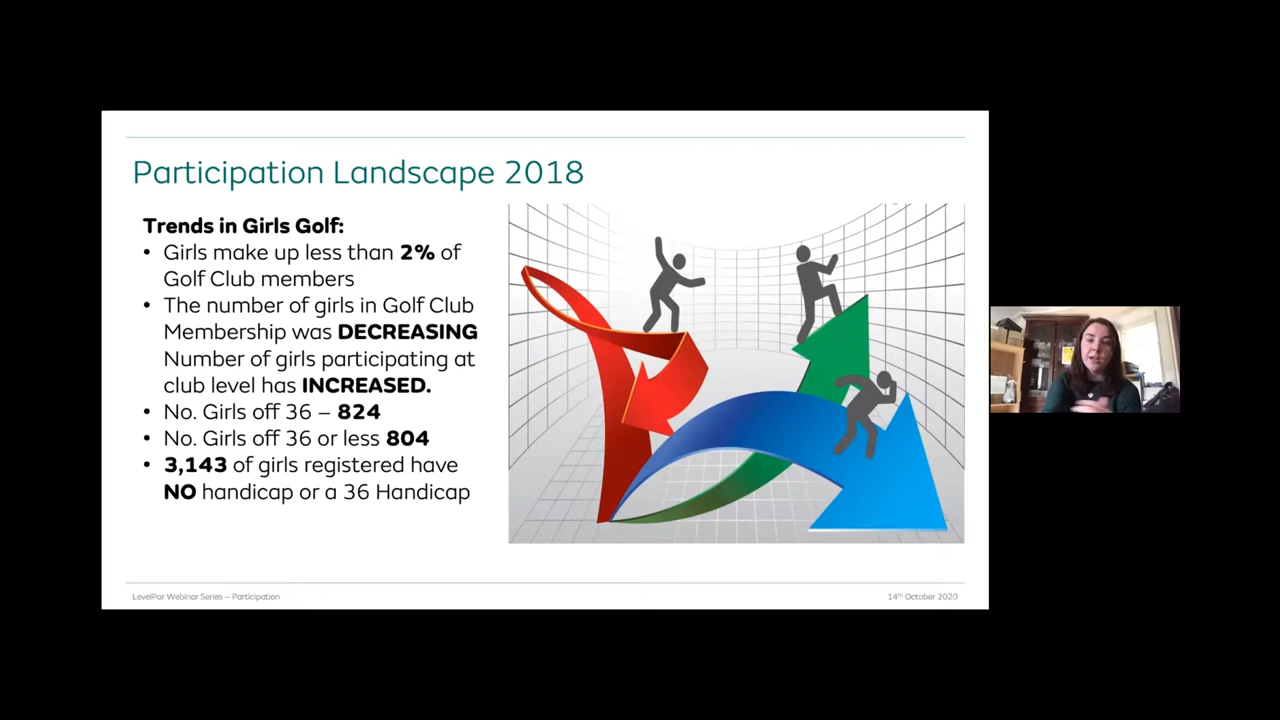 Participation Landscape 2018
Trends in Girls Golf:
• Girls make up less than 2% of
Golf Club members
• The number of girls in Golf Club
Membership was DECREASING
Number of girls participating at
club level has INCREASED.
• No. Girls off 36 – 824
• No. Girls off 36 or less 804
• 3,143 of girls registered have
NO handicap or a 36 Handicap
LevelPar Webinar Series – Participation
14th October 2020